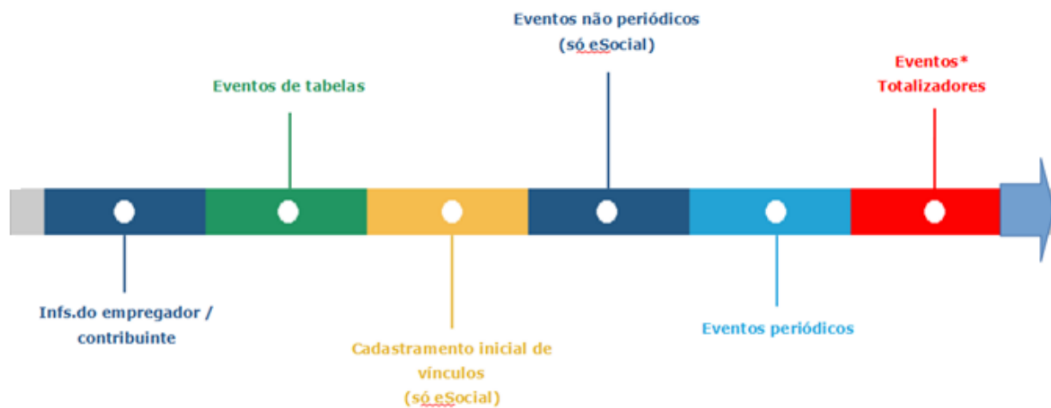 Eventos não periódicos
(só eSocial)
Eventos*
Totalizadores
Eventos de tabelas
Infs.do empregador /
contribuinte
Eventos periódicos
Cadastramento inicial de
vínculos
(só eSocial)